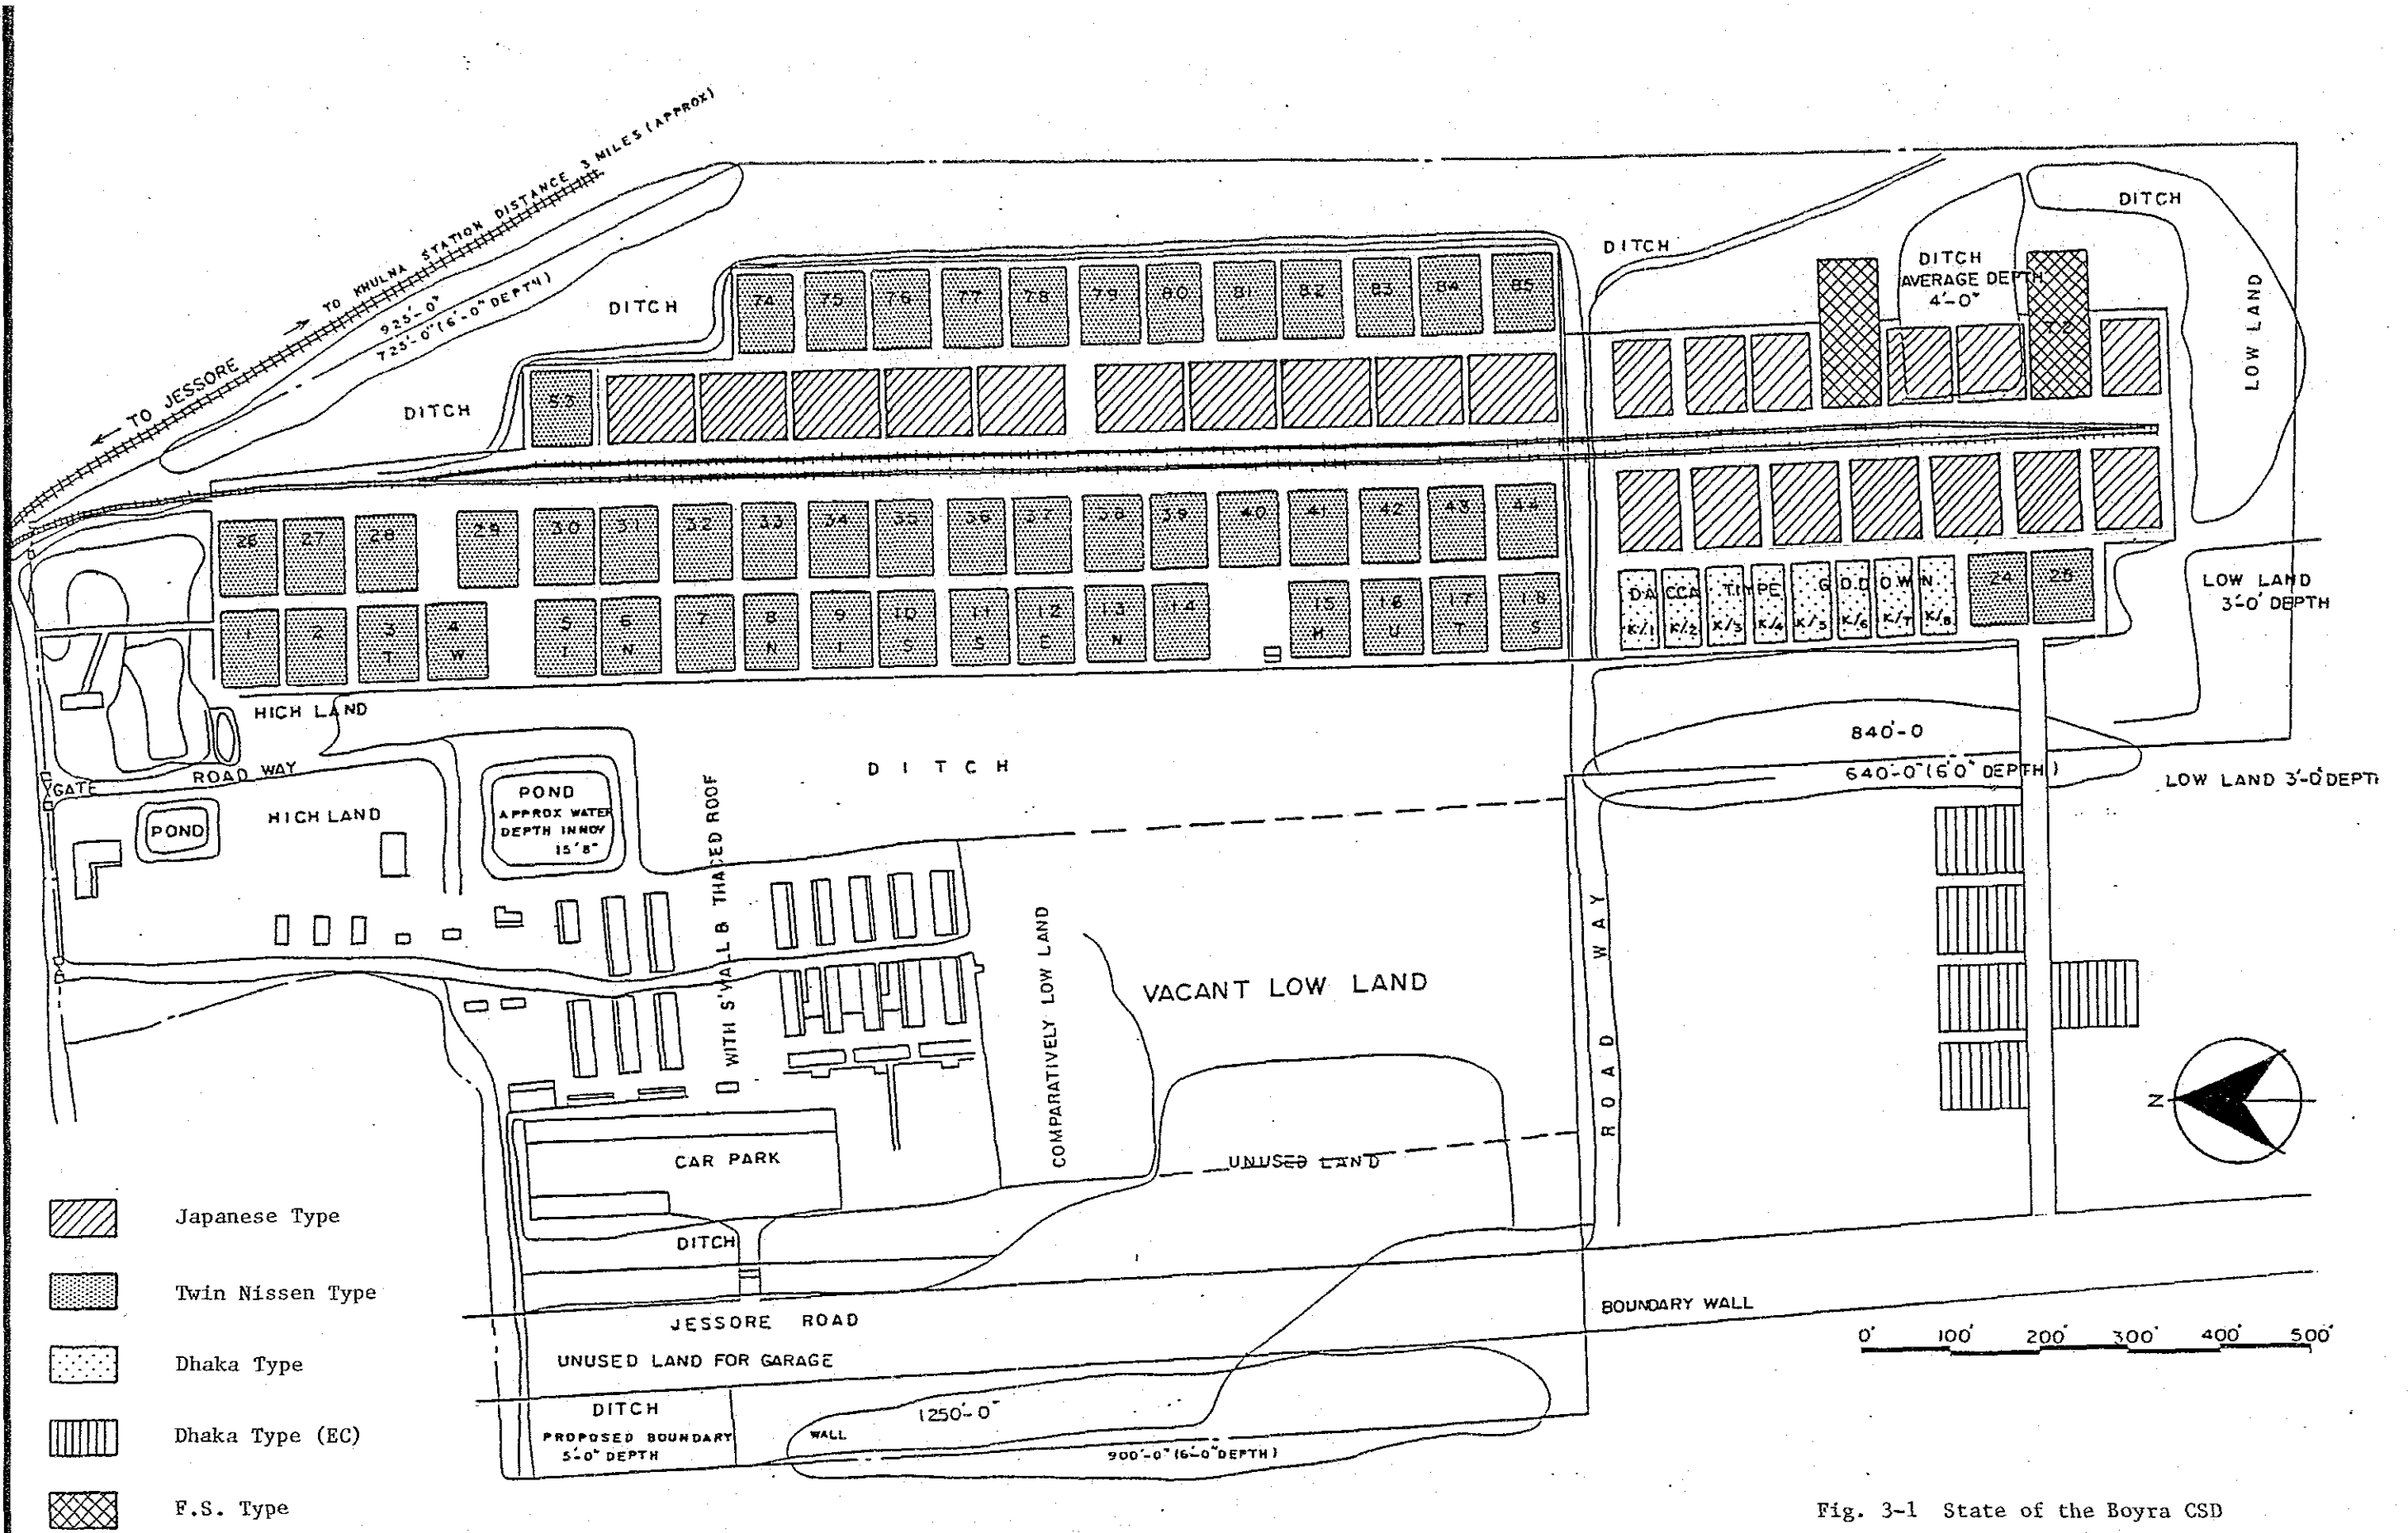 TO KHULNA STATION DISTANCE 3 MILES (APPROX)
925'-0"
725'-0" (6'-0" DEPTH)
TO JESSORE
DITCH
DITCH
DITCH
DITCH
DITCH
AVERAGE DEPTH
4'-0"
LOW LAND
74 75 76 77 78 79 80 81 82 83 84 85
53
72
26 27 28 29 30 31 32 33 34 35 36 37 38 39 40 41 42 43 44
1 2 3 4 5 6 7 8 9 10 11 12 13 14 15 16 17 18
T W I N N I S S E N H U T S
DA CCA TIYPE G O.D O W N
K/1 K/2 K/3 K/4 K/5 K/6 K/7 K/8
24 25
LOW LAND
3'-0" DEPTH
HIGH LAND
ROAD WAY
GATE
POND
HIGH LAND
POND
APPROX WATER
DEPTH IN NOV
15'8"
DITCH
WITH S'WALL & THACED ROOF
840'-0
640'-0" (6'0" DEPTH)
LOW LAND 3'-0" DEPT
COMPARATIVELY LOW LAND
VACANT LOW LAND
ROAD WAY
UNUSED LAND
N
CAR PARK
DITCH
JESSORE ROAD
BOUNDARY WALL
UNUSED LAND FOR GARAGE
DITCH
PROPOSED BOUNDARY WALL
5'-0" DEPTH
1250'-0"
900'-0" (6'-0" DEPTH)
0' 100' 200' 300' 400' 500'
Japanese Type
Twin Nissen Type
Dhaka Type
Dhaka Type (EC)
F.S. Type
Fig. 3-1 State of the Boyra CSD